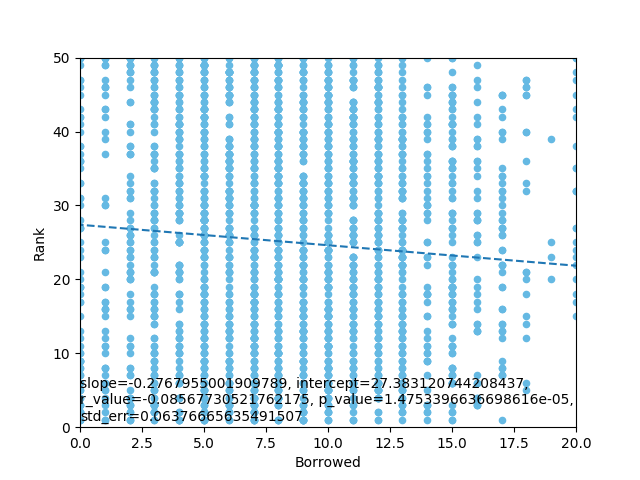 50
40
30
20
10
0
Rank
slope=-0.2767955001909789, intercept=27.383120744208437,
r_value=-0.08567730521762175, p_value=1.4753396636698616e-05,
std_err=0.06376665635491507
0.0 2.5 5.0 7.5 10.0 12.5 15.0 17.5 20.0
Borrowed